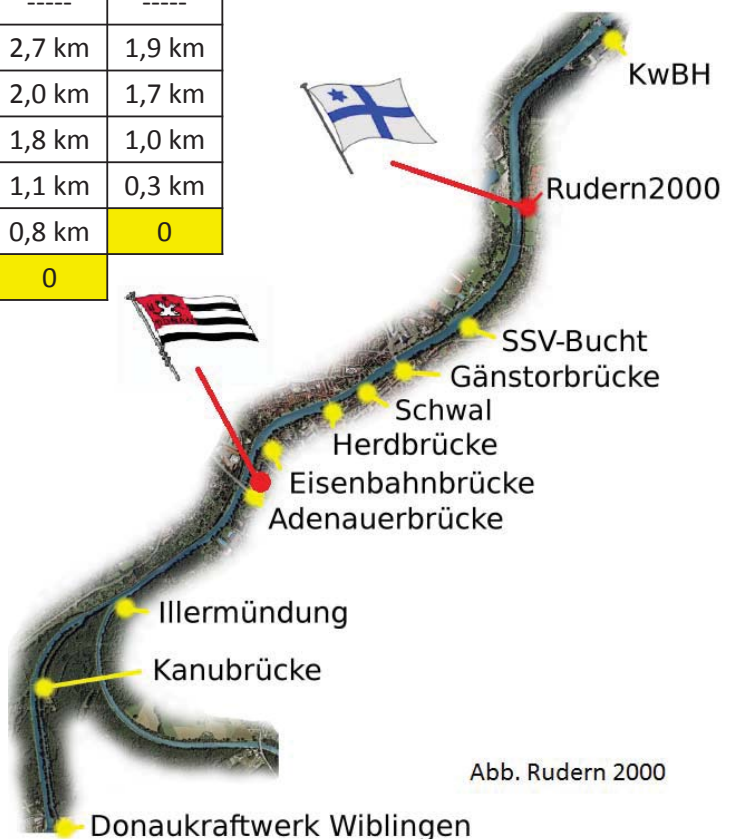 ----- -----
2,7 km 1,9 km
2,0 km 1,7 km
1,8 km 1,0 km
1,1 km 0,3 km
0,8 km 0
0
KwBH
Rudern2000
SSV-Bucht
Gänstorbrücke
Schwal
Herdbrücke
Eisenbahnbrücke
Adenauerbrücke
Illermündung
Kanubrücke
Abb. Rudern 2000
Donaukraftwerk Wiblingen